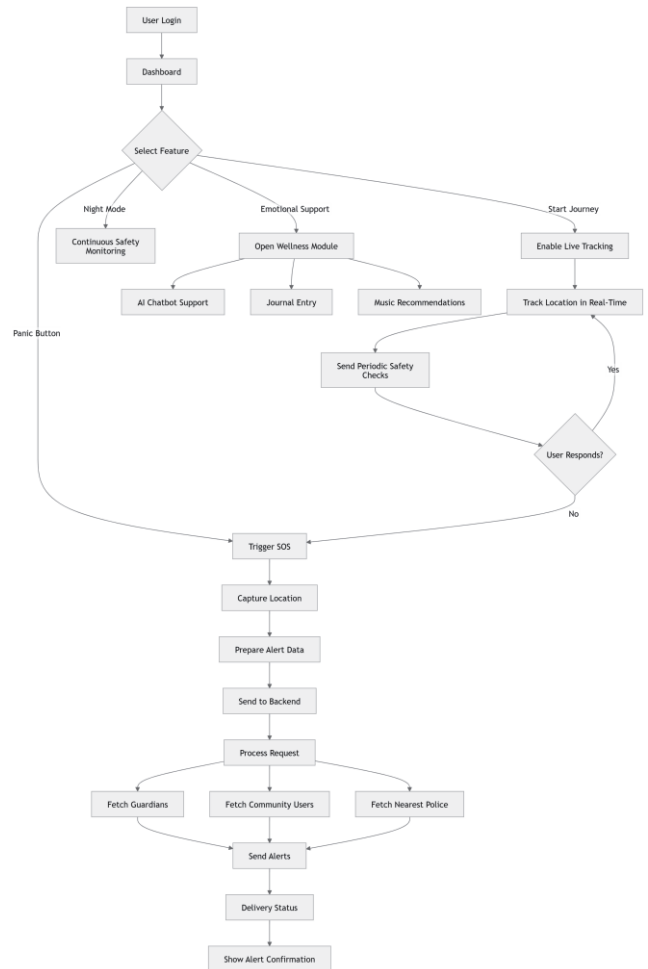 User Login
Dashboard
Select Feature
Night Mode
Emotional Support
Start Journey
Continuous Safety
Monitoring
Open Wellness Module
Enable Live Tracking
AI Chatbot Support
Journal Entry
Music Recommendations
Track Location in Real-Time
Panic Button
Send Periodic Safety
Checks
Yes
User Responds?
No
Trigger SOS
Capture Location
Prepare Alert Data
Send to Backend
Process Request
Fetch Guardians
Fetch Community Users
Fetch Nearest Police
Send Alerts
Delivery Status
Show Alert Confirmation